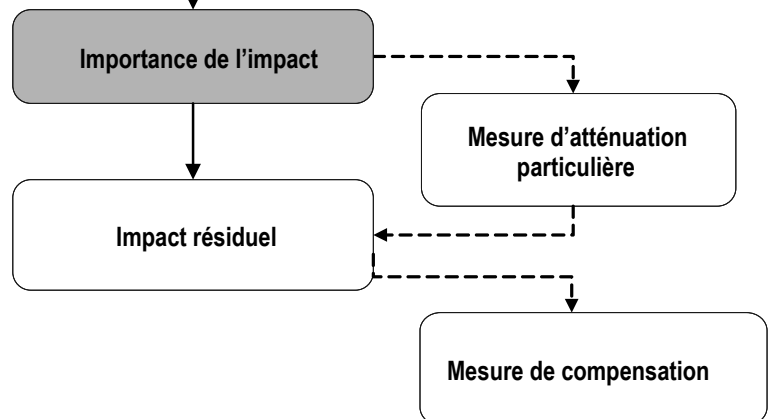 Importance de l’impact
Mesure d’atténuation
particulière
Impact résiduel
Mesure de compensation